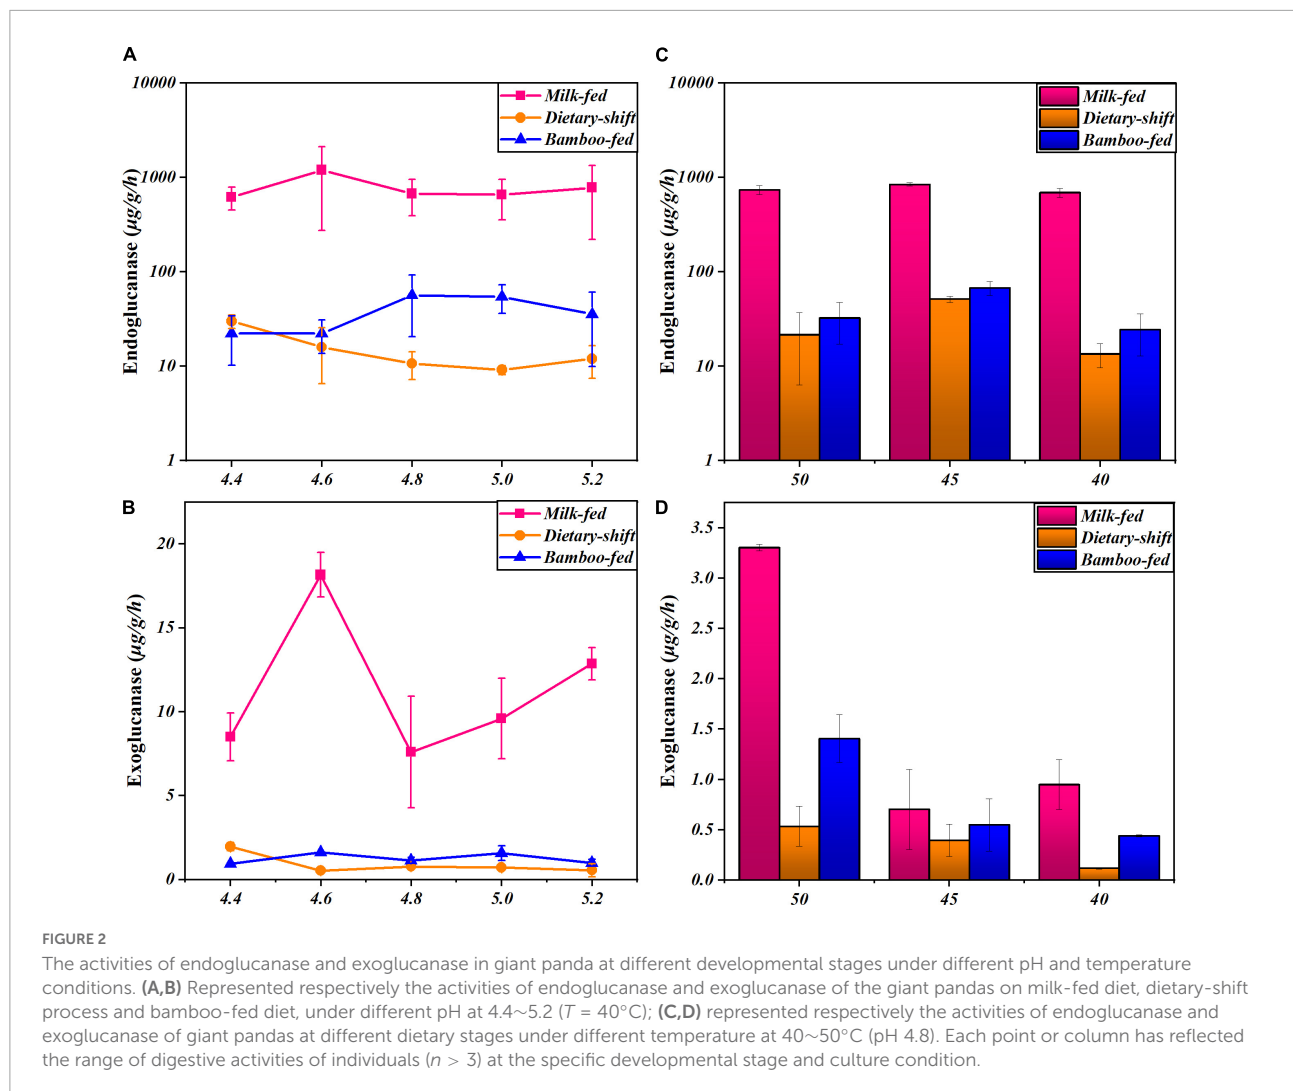 A
10000
1000
100
10
1
Endoglucanase (μg/g/h)
Milk-fed
Dietary-shift
Bamboo-fed
4.4 4.6 4.8 5.0 5.2
C
10000
1000
100
10
1
Endoglucanase (μg/g/h)
Milk-fed
Dietary-shift
Bamboo-fed
50 45 40
B
20
15
10
5
0
Exoglucanase (μg/g/h)
Milk-fed
Dietary-shift
Bamboo-fed
4.4 4.6 4.8 5.0 5.2
D
3.5
3.0
2.5
2.0
1.5
1.0
0.5
0.0
Exoglucanase (μg/g/h)
Milk-fed
Dietary-shift
Bamboo-fed
50 45 40
FIGURE 2
The activities of endoglucanase and exoglucanase in giant panda at different developmental stages under different pH and temperature
conditions. (A,B) Represented respectively the activities of endoglucanase and exoglucanase of the giant pandas on milk-fed diet, dietary-shift
process and bamboo-fed diet, under different pH at 4.4~5.2 (T = 40°C); (C,D) represented respectively the activities of endoglucanase and
exoglucanase of giant pandas at different dietary stages under different temperature at 40~50°C (pH 4.8). Each point or column has reflected
the range of digestive activities of individuals (n > 3) at the specific developmental stage and culture condition.